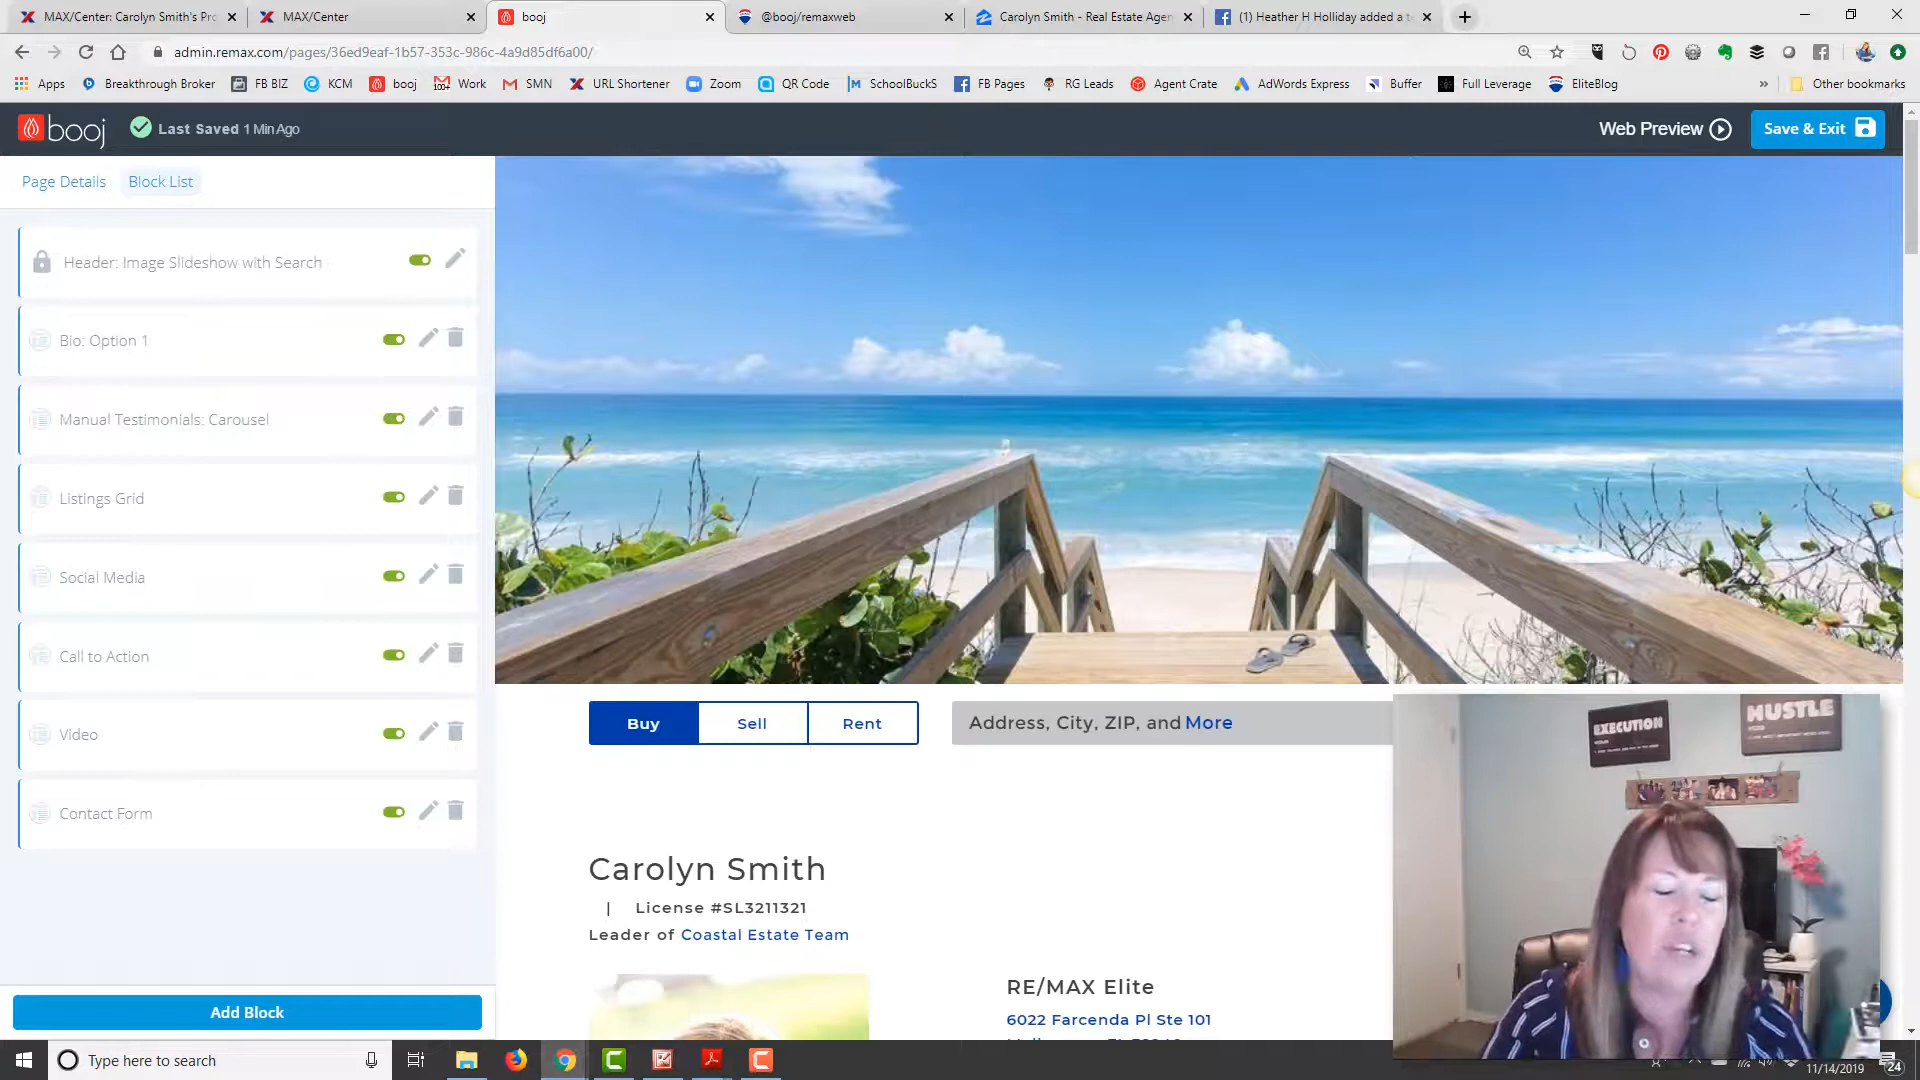 MAX/Center: Carolyn Smith's Pro
MAX/Center
booj
@booj/remaxweb
Carolyn Smith - Real Estate Agen
(1) Heather H Holliday added a t
admin.remax.com/pages/36ed9eaf-1b57-353c-986c-4a9d85df6a00/
Apps
Breakthrough Broker
FB BIZ
KCM
booj
100+
Work
SMN
URL Shortener
Zoom
QR Code
SchoolBuckS
FB Pages
RG Leads
Agent Crate
AdWords Express
Buffer
Full Leverage
EliteBlog
»
Other bookmarks
booj
Last Saved 1 Min Ago
Web Preview
Save & Exit
Page Details
Block List
Header: Image Slideshow with Search
Bio: Option 1
Manual Testimonials: Carousel
Listings Grid
Social Media
Call to Action
Video
Contact Form
Add Block
Buy
Sell
Rent
Address, City, ZIP, and More
Carolyn Smith
| License #SL3211321
Leader of Coastal Estate Team
RE/MAX Elite
6022 Farcenda Pl Ste 101
EXECUTION
HUSTLE
Type here to search
11/14/2019
24